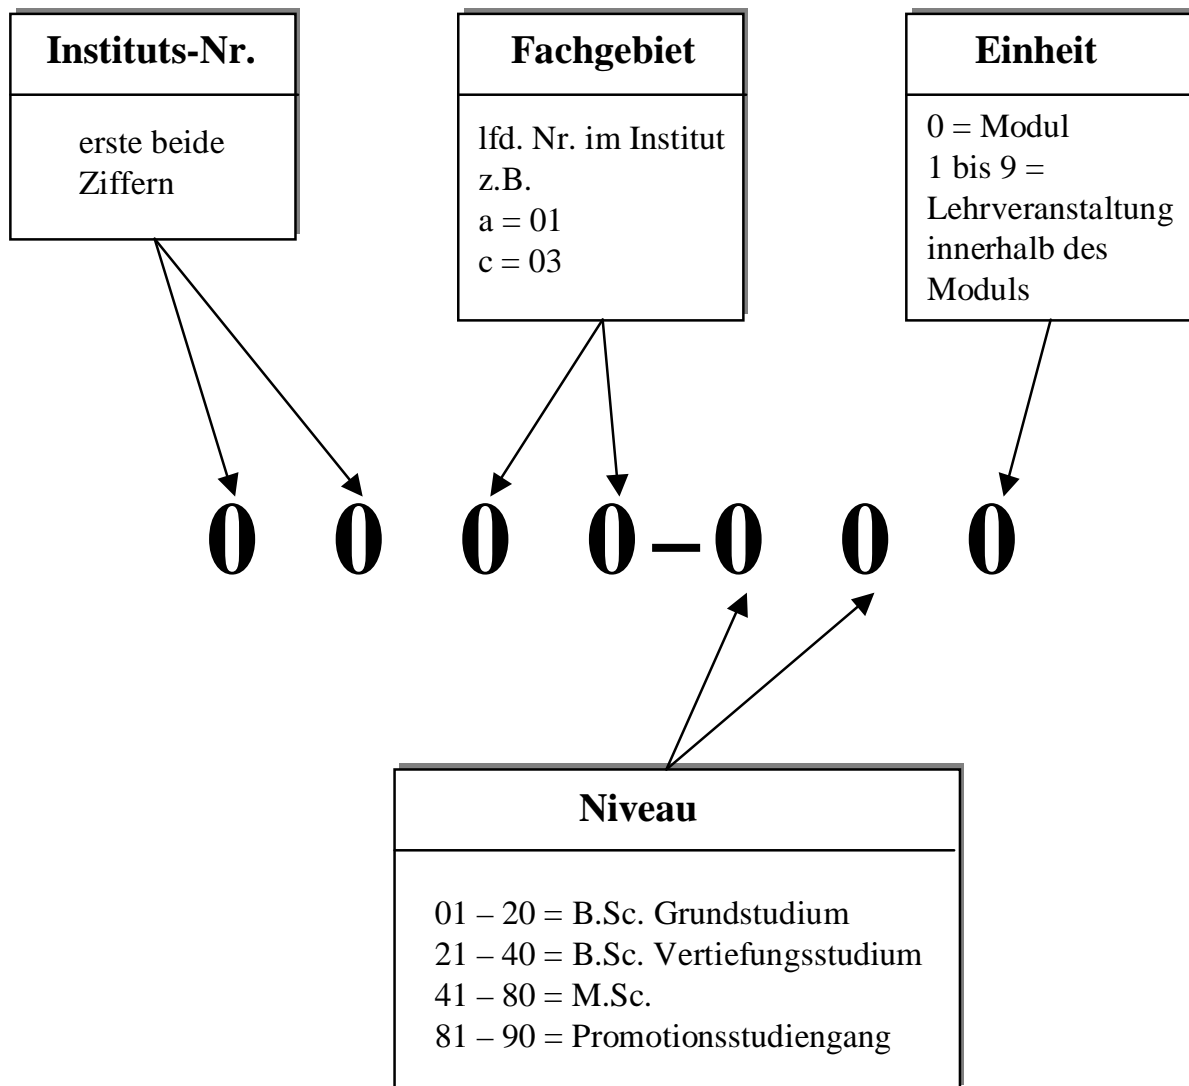 Instituts-Nr.
erste beide
Ziffern
Fachgebiet
lfd. Nr. im Institut
z.B.
a = 01
c = 03
Einheit
0 = Modul
1 bis 9 =
Lehrveranstaltung
innerhalb des
Moduls
0 0 0 0 – 0 0 0
Niveau
01 – 20 = B.Sc. Grundstudium
21 – 40 = B.Sc. Vertiefungsstudium
41 – 80 = M.Sc.
81 – 90 = Promotionsstudiengang